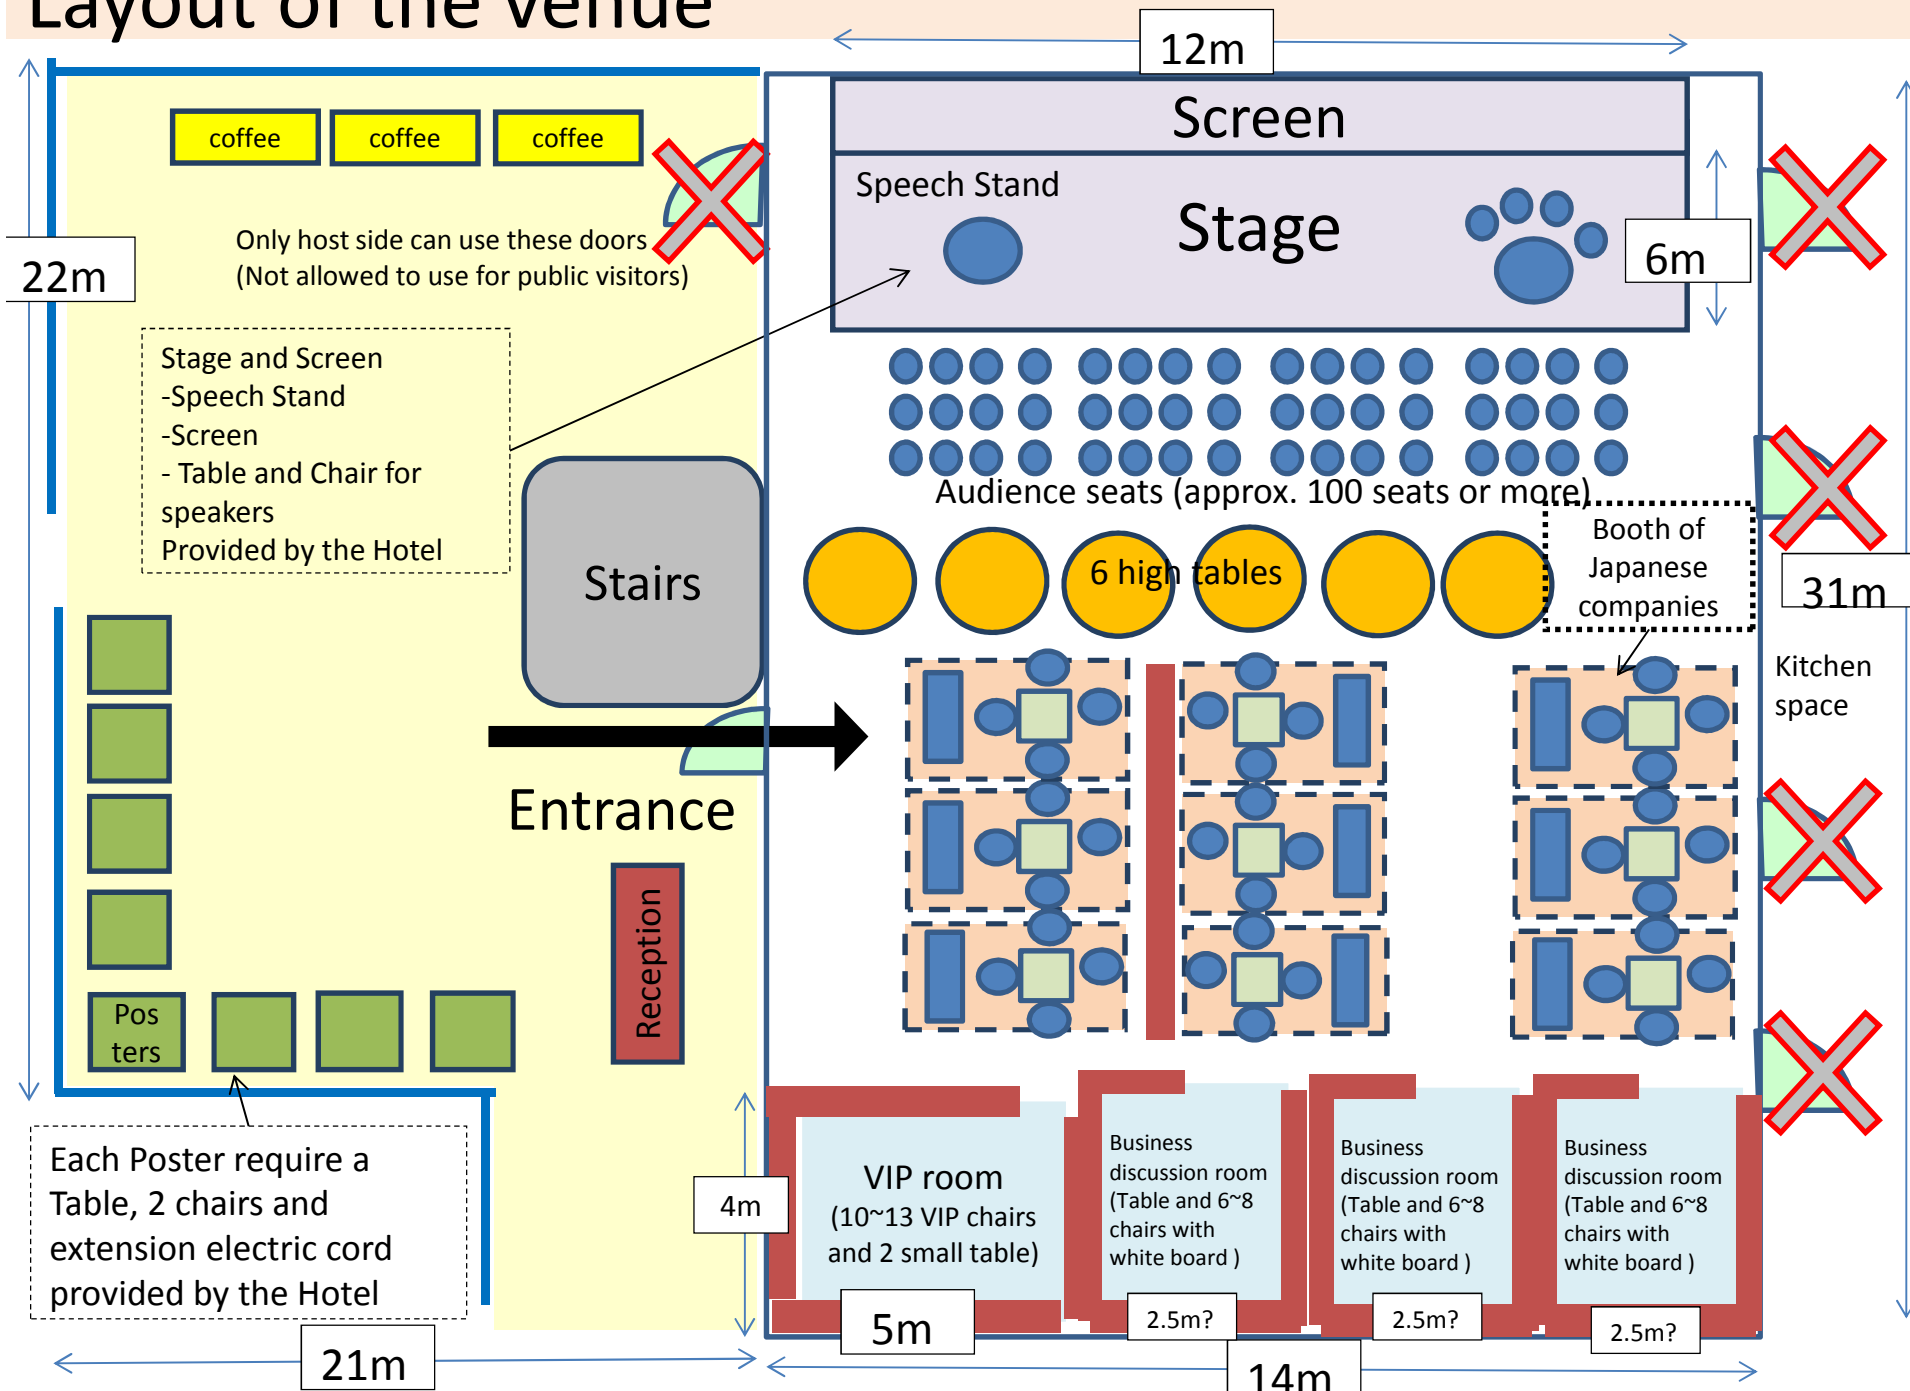 Layout of the Venue
12m
Screen
coffee
coffee
coffee
Speech Stand
Stage
6m
Only host side can use these doors
(Not allowed to use for public visitors)
22m
Stage and Screen
-Speech Stand
-Screen
- Table and Chair for
speakers
Provided by the Hotel
Audience seats (approx. 100 seats or more)
Booth of
Japanese
companies
6 high tables
Stairs
31m
Kitchen
space
Entrance
Reception
Pos
ters
Each Poster require a
Table, 2 chairs and
extension electric cord
provided by the Hotel
4m
VIP room
(10~13 VIP chairs
and 2 small table)
Business
discussion room
(Table and 6~8
chairs with
white board )
Business
discussion room
(Table and 6~8
chairs with
white board )
Business
discussion room
(Table and 6~8
chairs with
white board )
5m
2.5m?
2.5m?
2.5m?
21m
14m